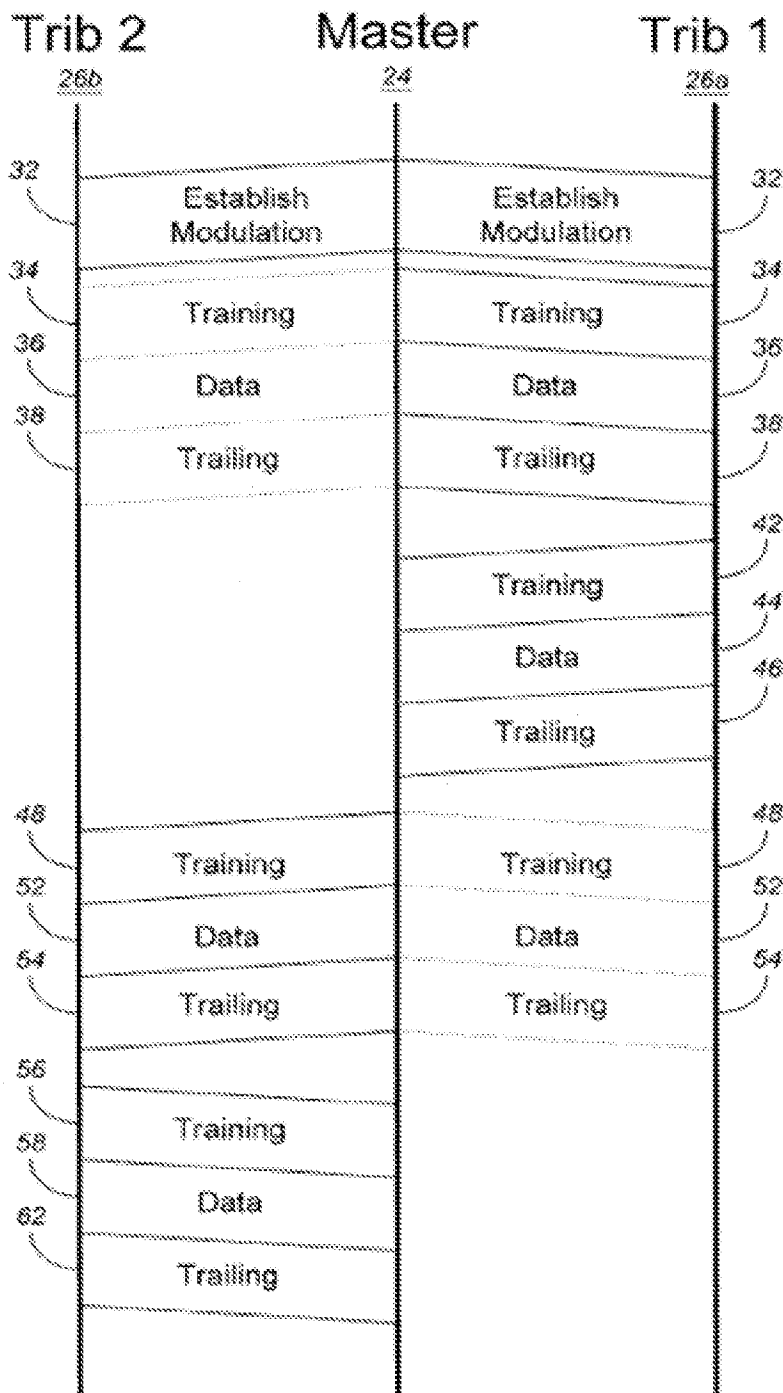 Trib 2 Master Trib 1
26b 24 26a
32 Establish Modulation Establish Modulation 32
34 Training Training 34
36 Data Data 36
38 Trailing Trailing 38
Training 42
Data 44
Trailing 46
48 Training Training 48
52 Data Data 52
54 Trailing Trailing 54
56 Training
58 Data
62 Trailing